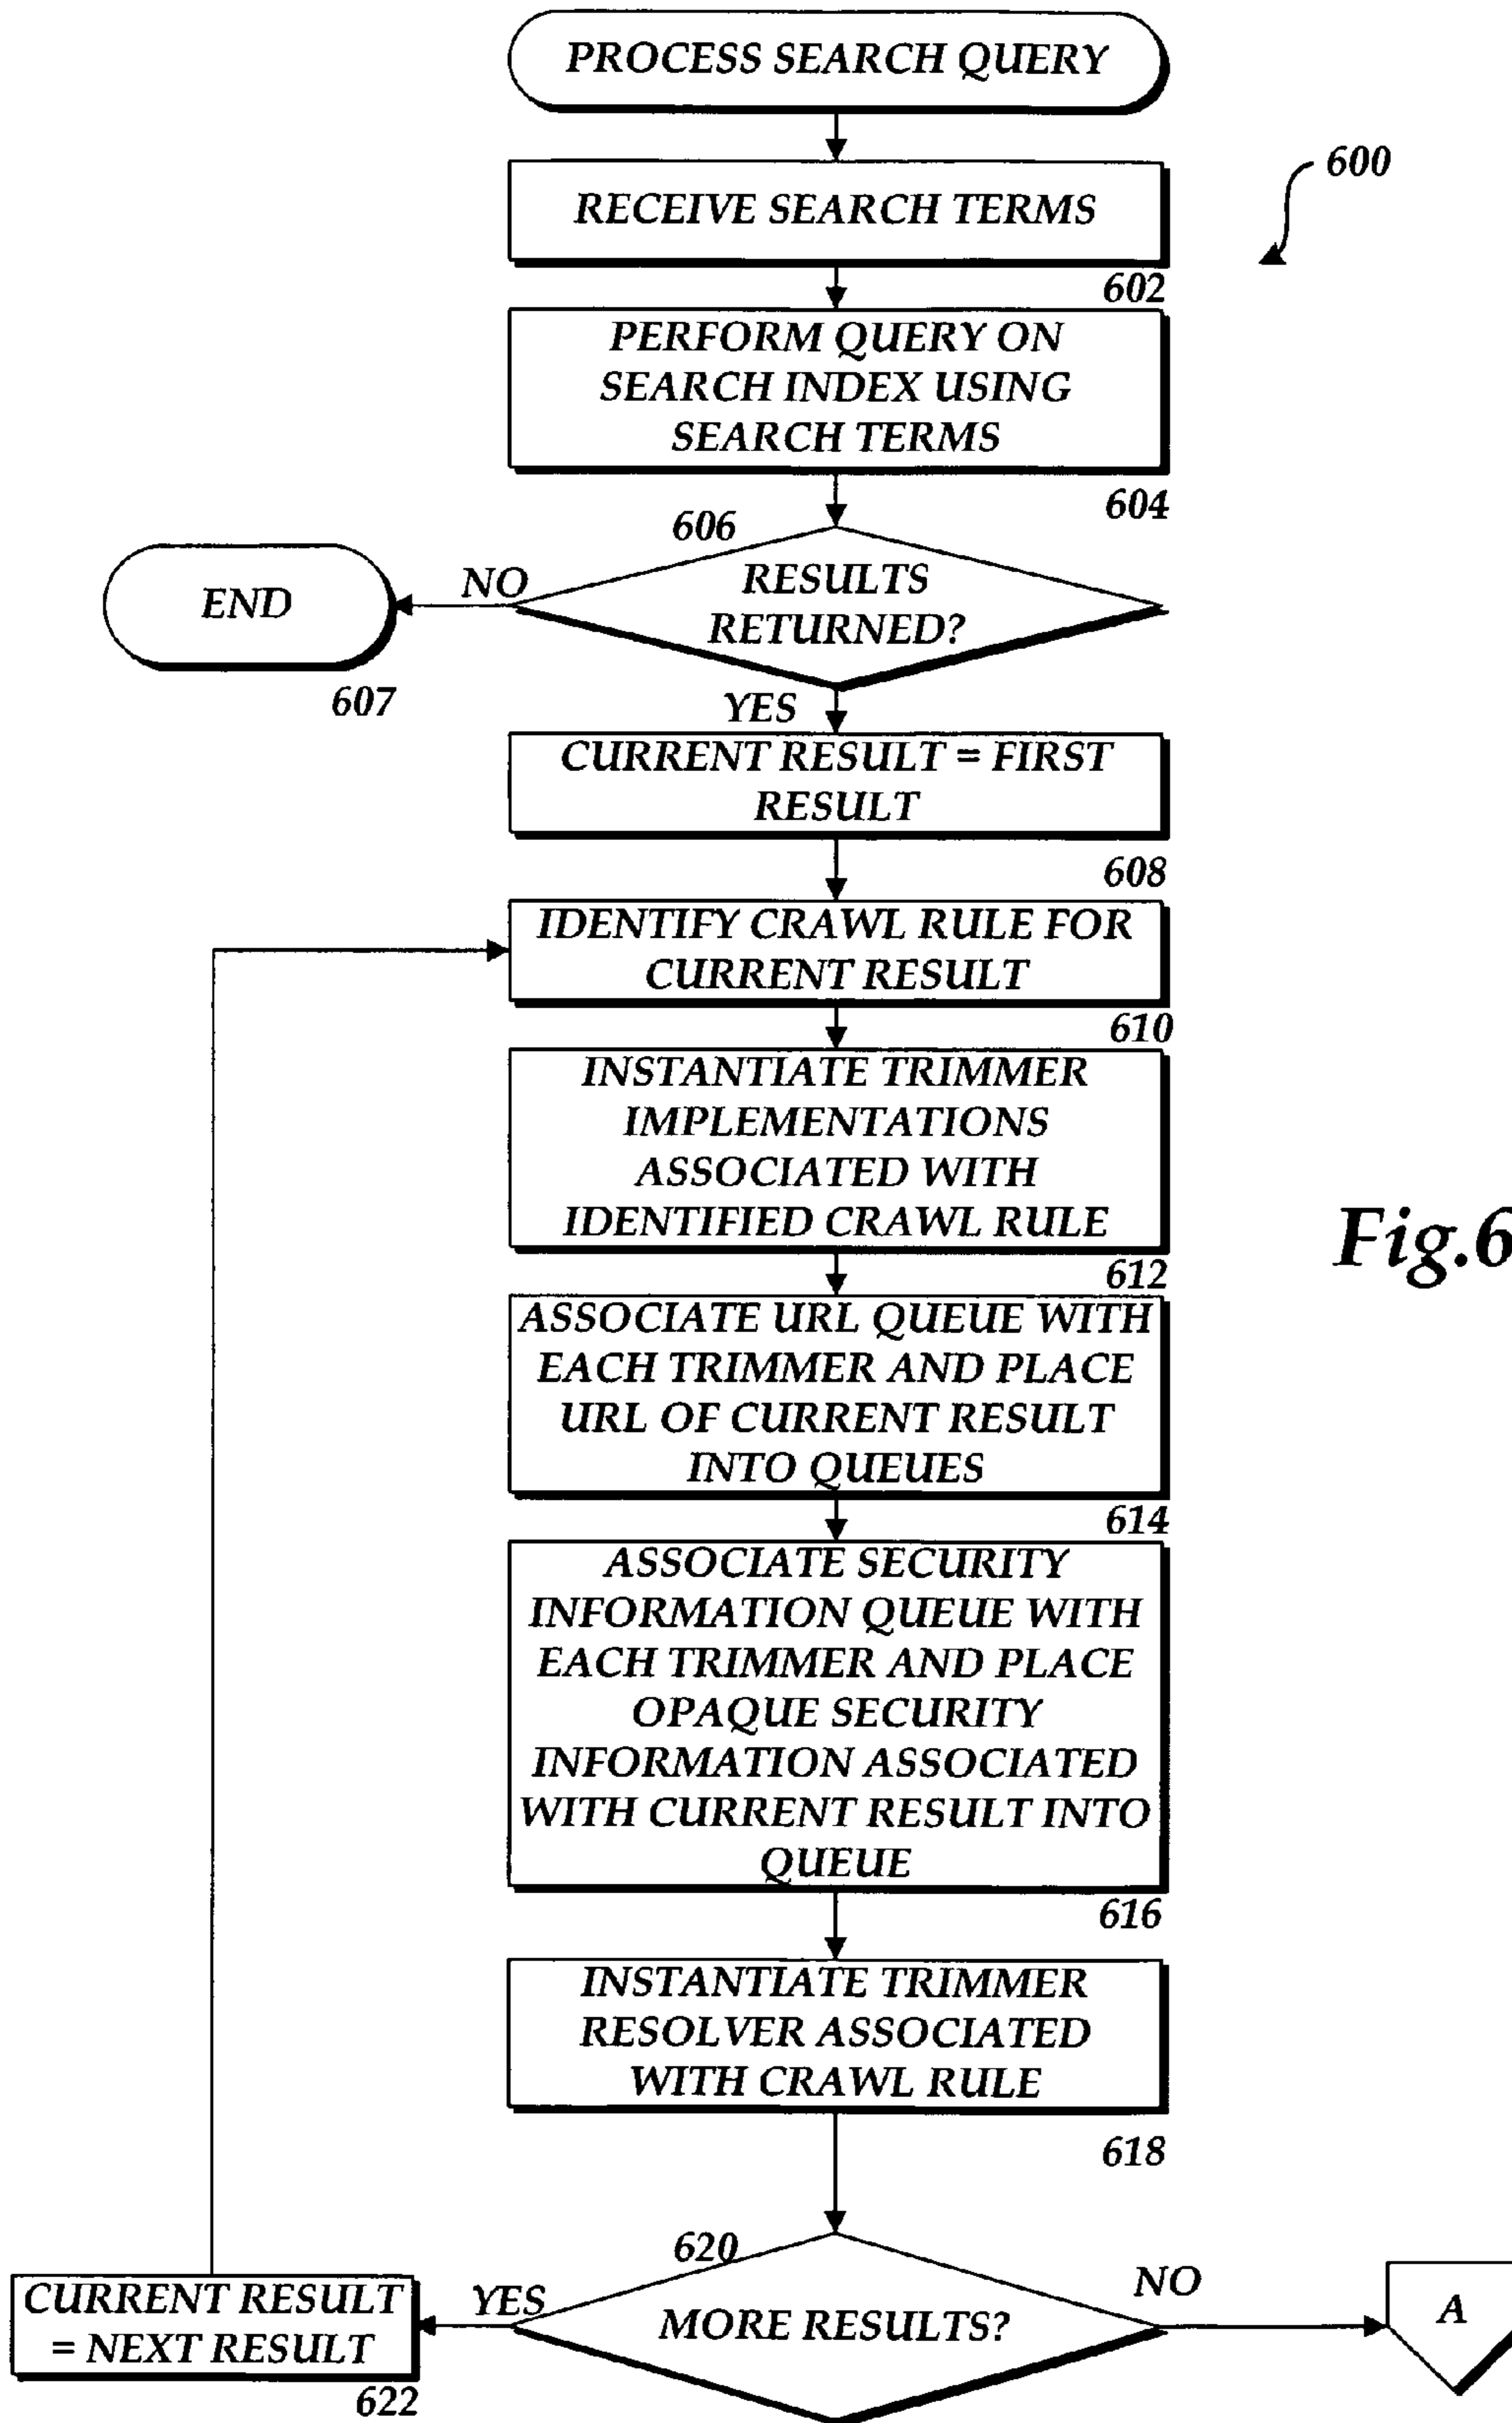 PROCESS SEARCH QUERY
600
RECEIVE SEARCH TERMS
602
PERFORM QUERY ON
SEARCH INDEX USING
SEARCH TERMS
604
606
RESULTS
RETURNED?
NO
END
607
YES
CURRENT RESULT = FIRST
RESULT
608
IDENTIFY CRAWL RULE FOR
CURRENT RESULT
610
INSTANTIATE TRIMMER
IMPLEMENTATIONS
ASSOCIATED WITH
IDENTIFIED CRAWL RULE
612
Fig.6
ASSOCIATE URL QUEUE WITH
EACH TRIMMER AND PLACE
URL OF CURRENT RESULT
INTO QUEUES
614
ASSOCIATE SECURITY
INFORMATION QUEUE WITH
EACH TRIMMER AND PLACE
OPAQUE SECURITY
INFORMATION ASSOCIATED
WITH CURRENT RESULT INTO
QUEUE
616
INSTANTIATE TRIMMER
RESOLVER ASSOCIATED
WITH CRAWL RULE
618
620
MORE RESULTS?
YES
NO
A
CURRENT RESULT
= NEXT RESULT
622